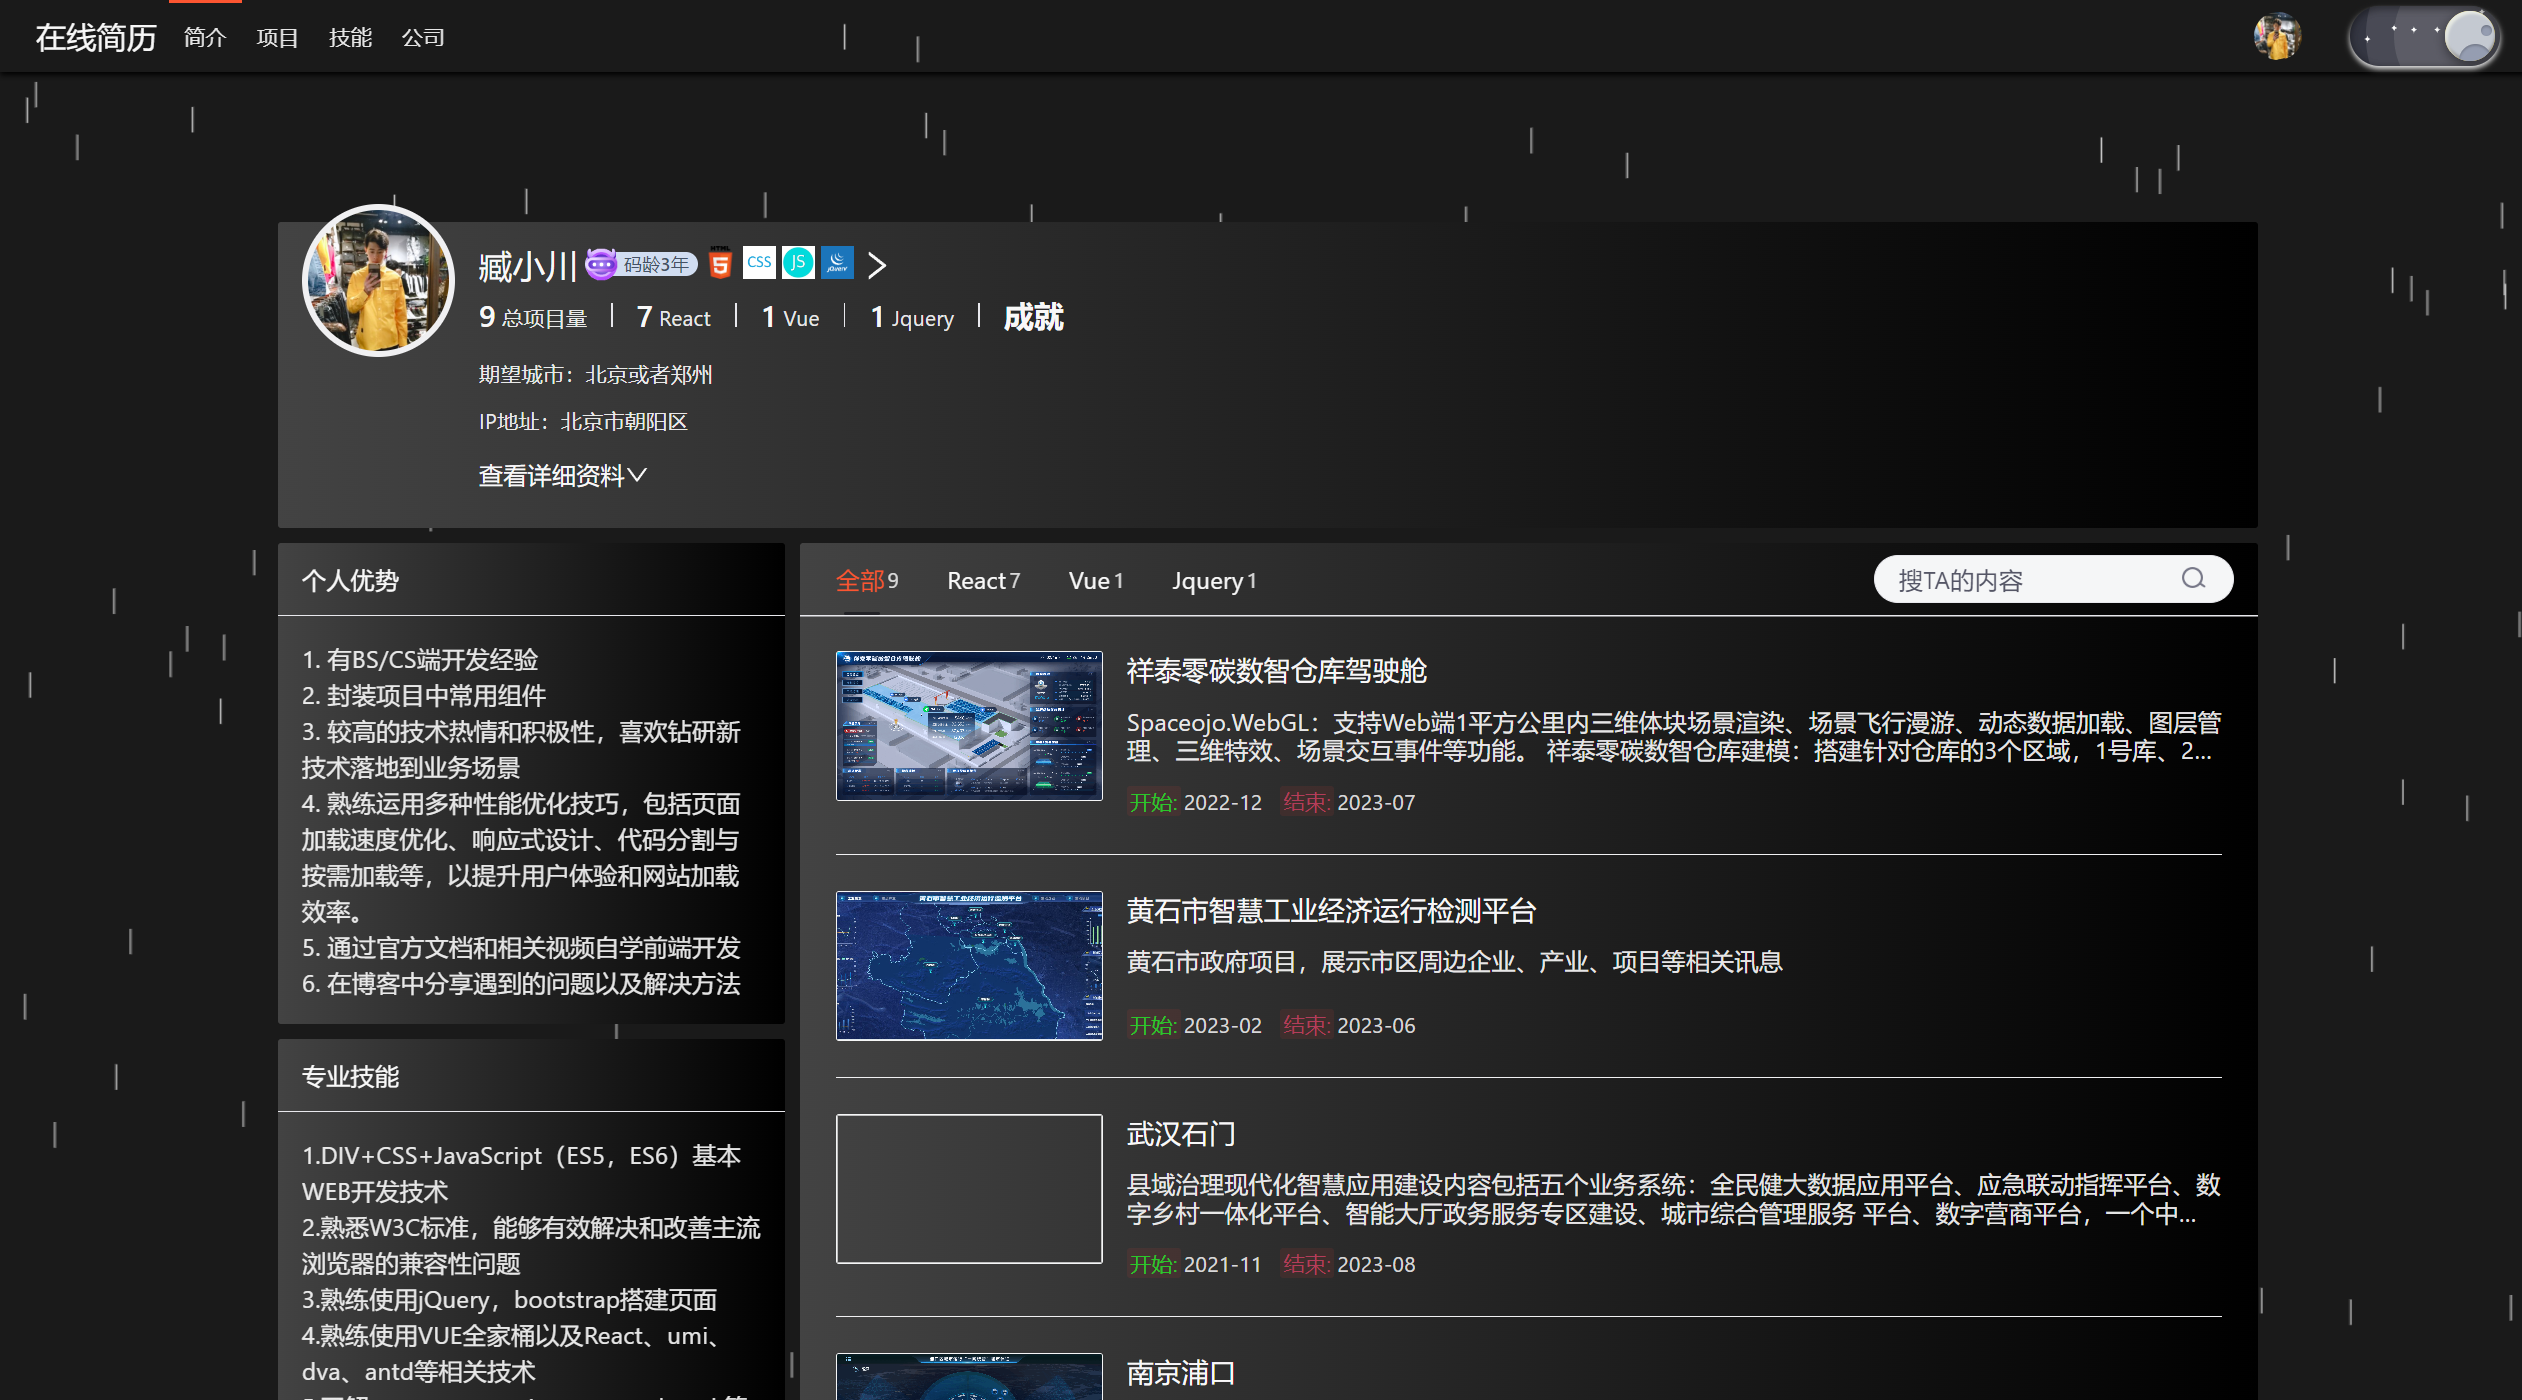 在线简历 简介 项目 技能 公司
臧小川 码龄3年 HTML 5 CSS JS jQuery
9 总项目量 7 React 1 Vue 1 Jquery 成就
期望城市：北京或者郑州
IP地址：北京市朝阳区
查看详细资料
个人优势
1. 有BS/CS端开发经验
2. 封装项目中常用组件
3. 较高的技术热情和积极性，喜欢钻研新
技术落地到业务场景
4. 熟练运用多种性能优化技巧，包括页面
加载速度优化、响应式设计、代码分割与
按需加载等，以提升用户体验和网站加载
效率。
5. 通过官方文档和相关视频自学前端开发
6. 在博客中分享遇到的问题以及解决方法
专业技能
1.DIV+CSS+JavaScript（ES5，ES6）基本
WEB开发技术
2.熟悉W3C标准，能够有效解决和改善主流
浏览器的兼容性问题
3.熟练使用jQuery，bootstrap搭建页面
4.熟练使用VUE全家桶以及React、umi、
dva、antd等相关技术
全部 9 React 7 Vue 1 Jquery 1 搜TA的内容
祥泰零碳数智仓库驾驶舱
Spaceojo.WebGL：支持Web端1平方公里内三维体块场景渲染、场景飞行漫游、动态数据加载、图层管
理、三维特效、场景交互事件等功能。 祥泰零碳数智仓库建模：搭建针对仓库的3个区域，1号库、2...
开始: 2022-12 结束: 2023-07
黄石市智慧工业经济运行监测平台
黄石市智慧工业经济运行检测平台
黄石市政府项目，展示市区周边企业、产业、项目等相关讯息
开始: 2023-02 结束: 2023-06
武汉石门
县域治理现代化智慧应用建设内容包括五个业务系统：全民健大数据应用平台、应急联动指挥平台、数
字乡村一体化平台、智能大厅政务服务专区建设、城市综合管理服务 平台、数字营商平台，一个中...
开始: 2021-11 结束: 2023-08
南京浦口